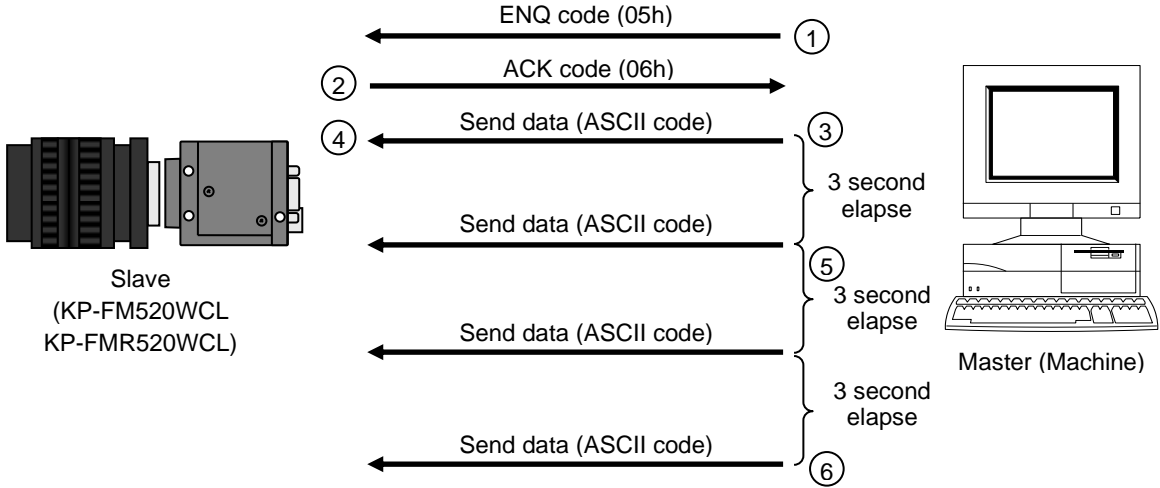 ENQ code (05h)
1
ACK code (06h)
2
Send data (ASCII code)
3
4
3 second
elapse
Send data (ASCII code)
5
3 second
elapse
Slave
(KP-FM520WCL
KP-FMR520WCL)
Send data (ASCII code)
Master (Machine)
3 second
elapse
Send data (ASCII code)
6